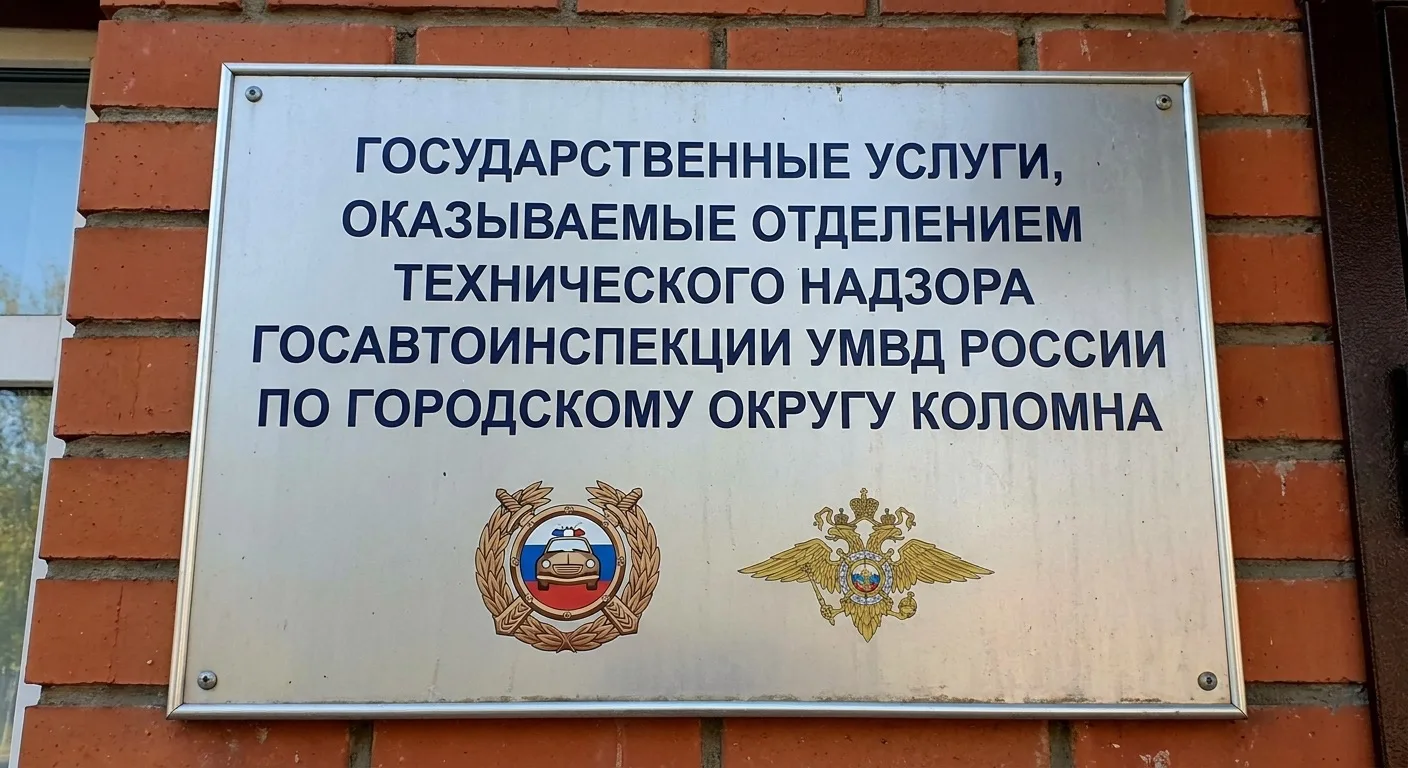 ГОСУДАРСТВЕННЫЕ УСЛУГИ,
ОКАЗЫВАЕМЫЕ ОТДЕЛЕНИЕМ
ТЕХНИЧЕСКОГО НАДЗОРА
ГОСАВТОИНСПЕКЦИИ УМВД РОССИИ
ПО ГОРОДСКОМУ ОКРУГУ КОЛОМНА